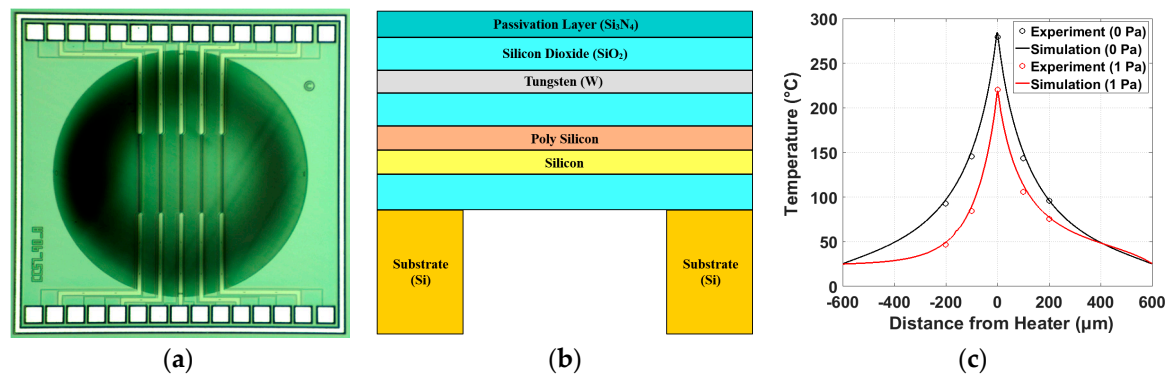 Passivation Layer (Si₃N₄)
Silicon Dioxide (SiO₂)
Tungsten (W)
Poly Silicon
Silicon
Substrate
(Si)
Substrate
(Si)
Temperature (°C)
300
250
200
150
100
50
0
Experiment (0 Pa)
Simulation (0 Pa)
Experiment (1 Pa)
Simulation (1 Pa)
-600 -400 -200 0 200 400 600
Distance from Heater (μm)
(a) (b) (c)